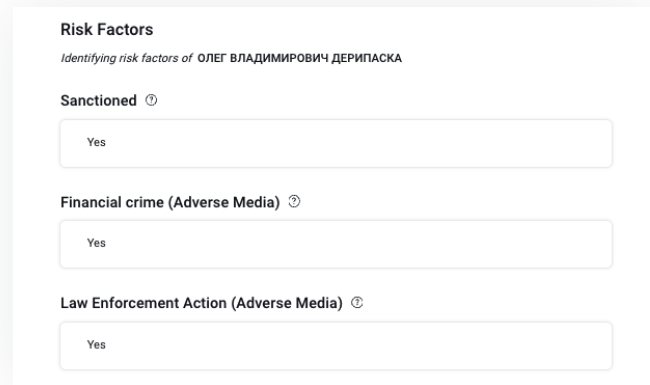 Risk Factors
Identifying risk factors of ОЛЕГ ВЛАДИМИРОВИЧ ДЕРИПАСКА
Sanctioned ?
Yes
Financial crime (Adverse Media) ?
Yes
Law Enforcement Action (Adverse Media) ?
Yes